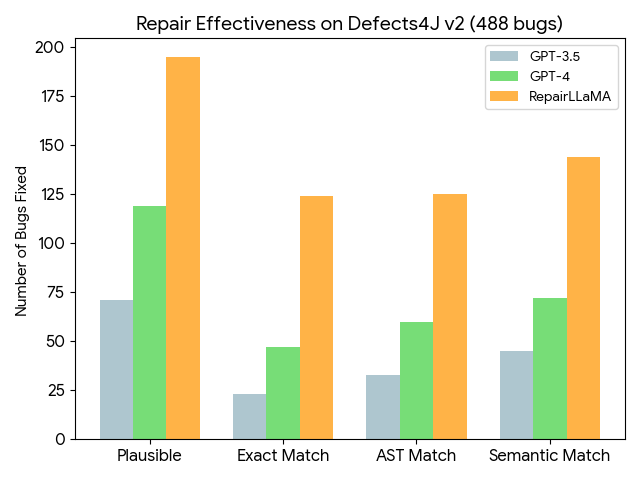 Repair Effectiveness on Defects4J v2 (488 bugs)
GPT-3.5
GPT-4
RepairLLaMA
Number of Bugs Fixed
200
175
150
125
100
75
50
25
0
Plausible
Exact Match
AST Match
Semantic Match